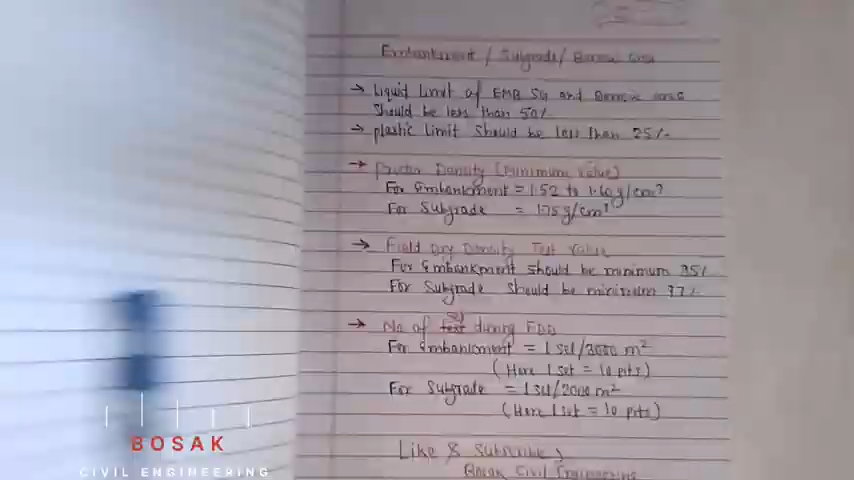 Embankment / Subgrade / Borrow area
→ Liquid Limit of EMB SG and Borrow area
should be less than 50%
→ plastic limit should be less than 25%
→ Proctor Density (Minimum value)
For Embankment = 1.52 to 1.60 g/cm³
For Subgrade = 1.75 g/cm³
→ Field Dry Density Test value
For Embankment should be minimum 95%
For Subgrade should be minimum 97%
→ No of test during FDD
For Embankment = 1 set/3000 m²
(Here 1 set = 10 pits)
For Subgrade = 1 set/2000 m²
(Here 1 set = 10 pits)
Like & Subscribe
Bosak Civil Engineering
BOSAK
CIVIL ENGINEERING